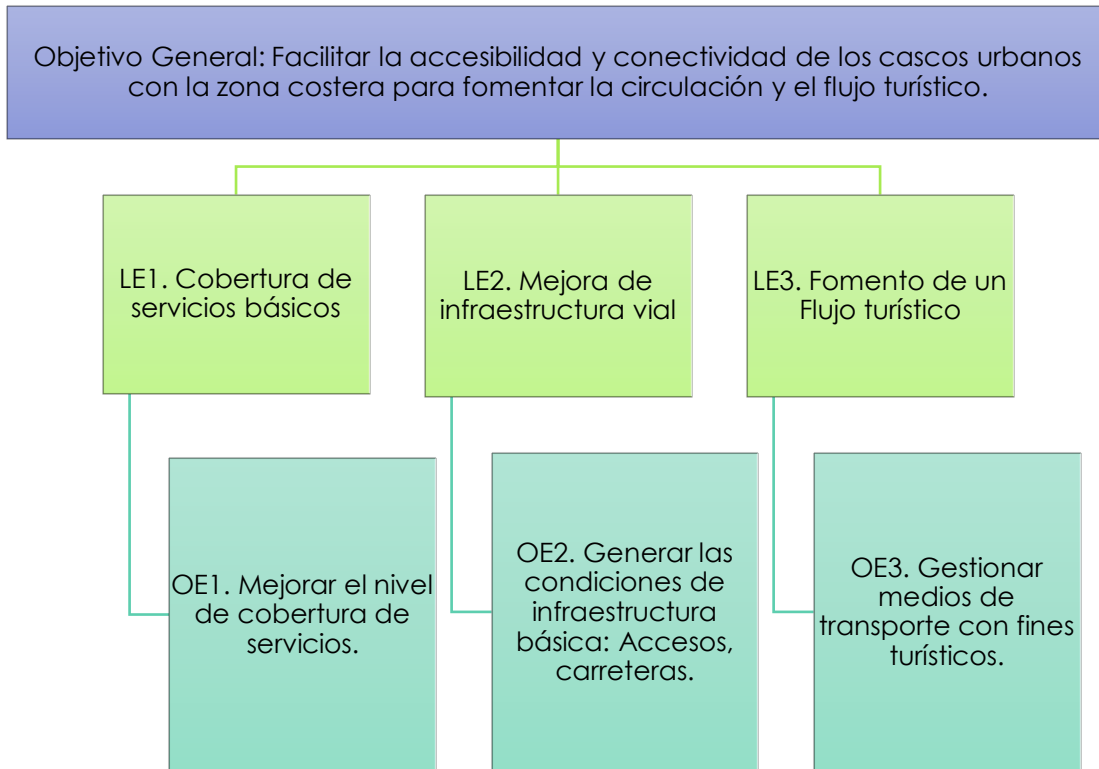 Objetivo General: Facilitar la accesibilidad y conectividad de los cascos urbanos
con la zona costera para fomentar la circulación y el flujo turístico.
LE1. Cobertura de
servicios básicos
LE2. Mejora de
infraestructura vial
LE3. Fomento de un
Flujo turístico
OE1. Mejorar el nivel
de cobertura de
servicios.
OE2. Generar las
condiciones de
infraestructura
básica: Accesos,
carreteras.
OE3. Gestionar
medios de
transporte con fines
turísticos.